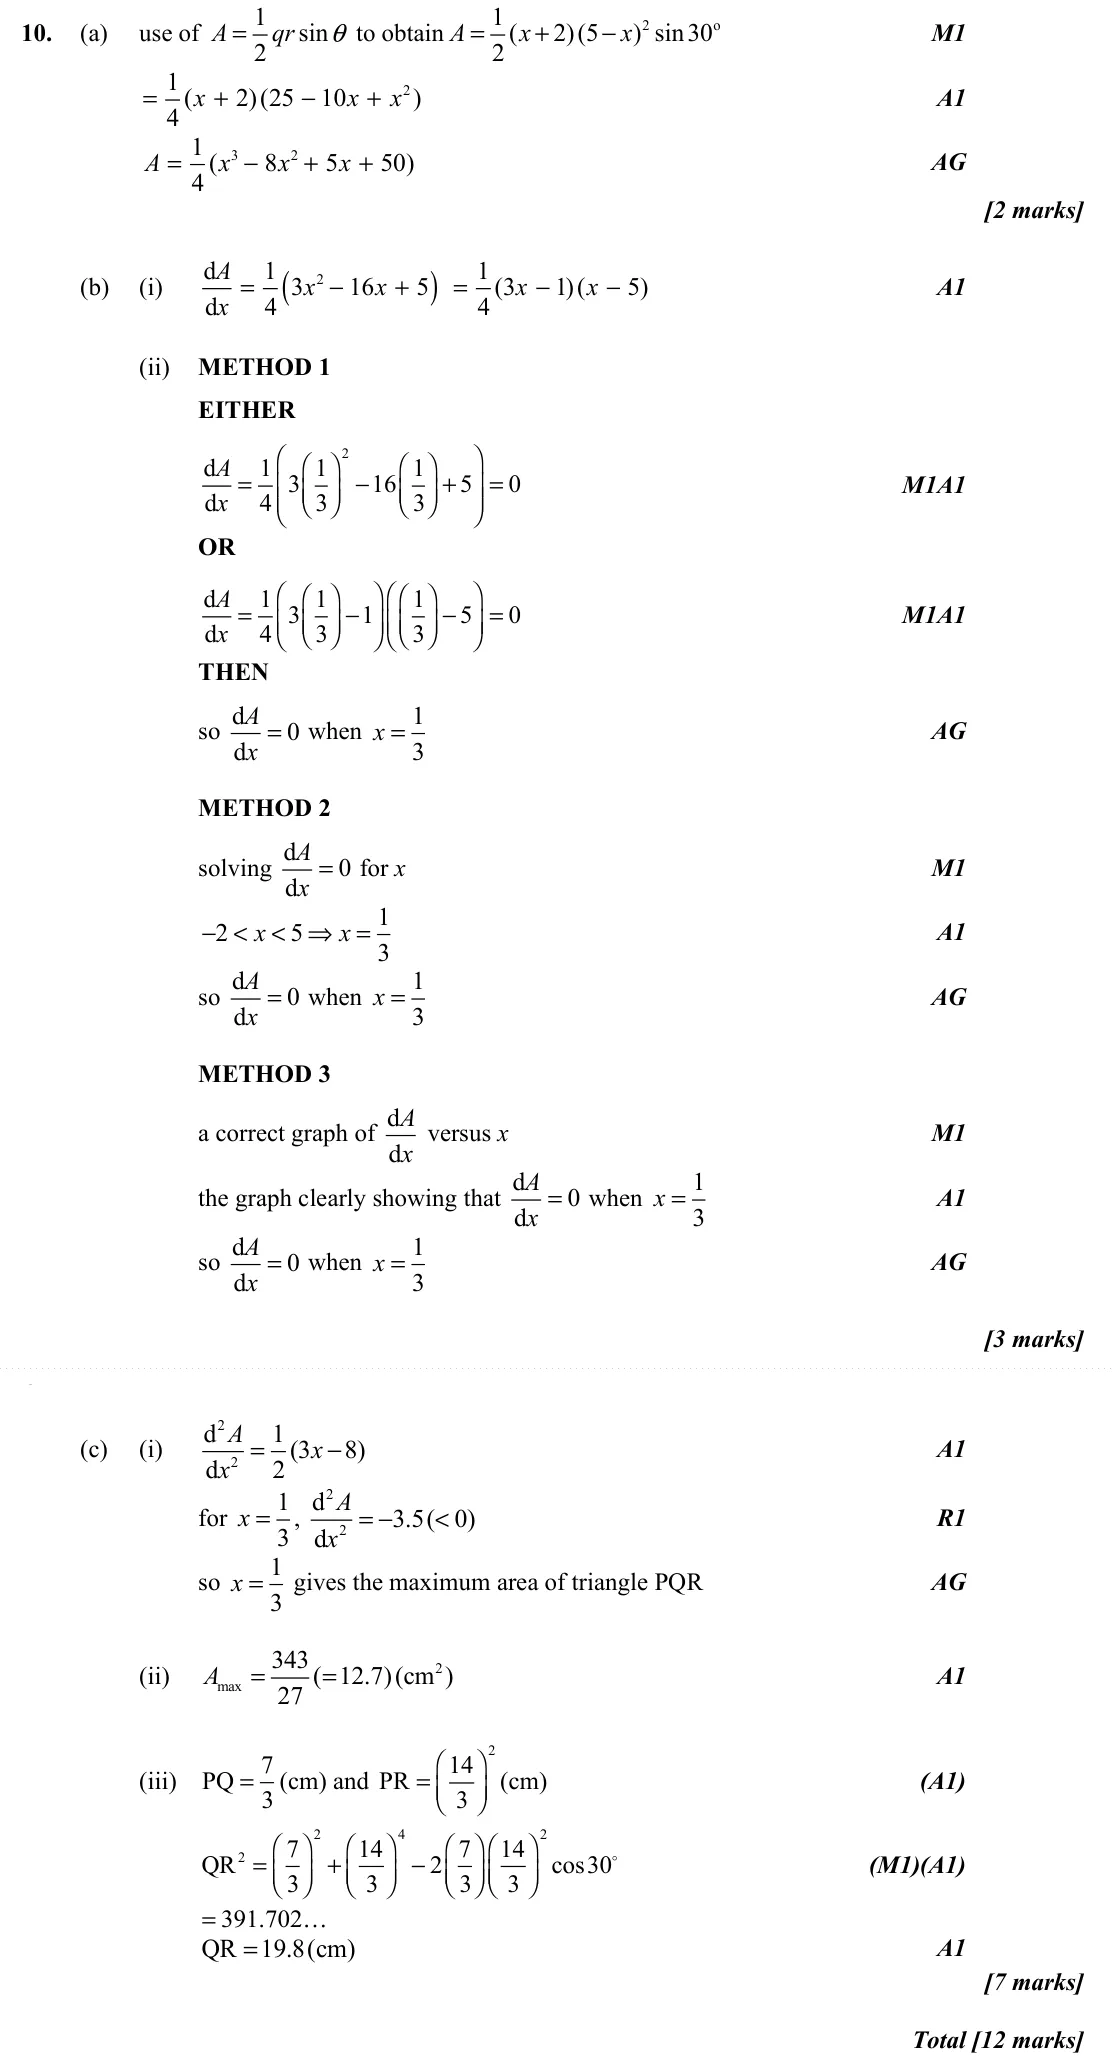 10. (a) use of A = 1/2 qr sin θ to obtain A = 1/2 (x + 2)(5 − x)² sin 30° M1
= 1/4 (x + 2)(25 − 10x + x²) A1
A = 1/4 (x³ − 8x² + 5x + 50) AG
[2 marks]
(b) (i) dA/dx = 1/4 (3x² − 16x + 5) = 1/4 (3x − 1)(x − 5) A1
(ii) METHOD 1
EITHER
dA/dx = 1/4 (3(1/3)² − 16(1/3) + 5) = 0 M1A1
OR
dA/dx = 1/4 (3(1/3) − 1)((1/3) − 5) = 0 M1A1
THEN
so dA/dx = 0 when x = 1/3 AG
METHOD 2
solving dA/dx = 0 for x M1
−2 < x < 5 ⇒ x = 1/3 A1
so dA/dx = 0 when x = 1/3 AG
METHOD 3
a correct graph of dA/dx versus x M1
the graph clearly showing that dA/dx = 0 when x = 1/3 A1
so dA/dx = 0 when x = 1/3 AG
[3 marks]
(c) (i) d²A/dx² = 1/2 (3x − 8) A1
for x = 1/3, d²A/dx² = −3.5 (< 0) R1
so x = 1/3 gives the maximum area of triangle PQR AG
(ii) Amax = 343/27 (= 12.7) (cm²) A1
(iii) PQ = 7/3 (cm) and PR = (14/3)² (cm) (A1)
QR² = (7/3)² + (14/3)⁴ − 2(7/3)(14/3)² cos 30° (M1)(A1)
= 391.702…
QR = 19.8 (cm) A1
[7 marks]
Total [12 marks]